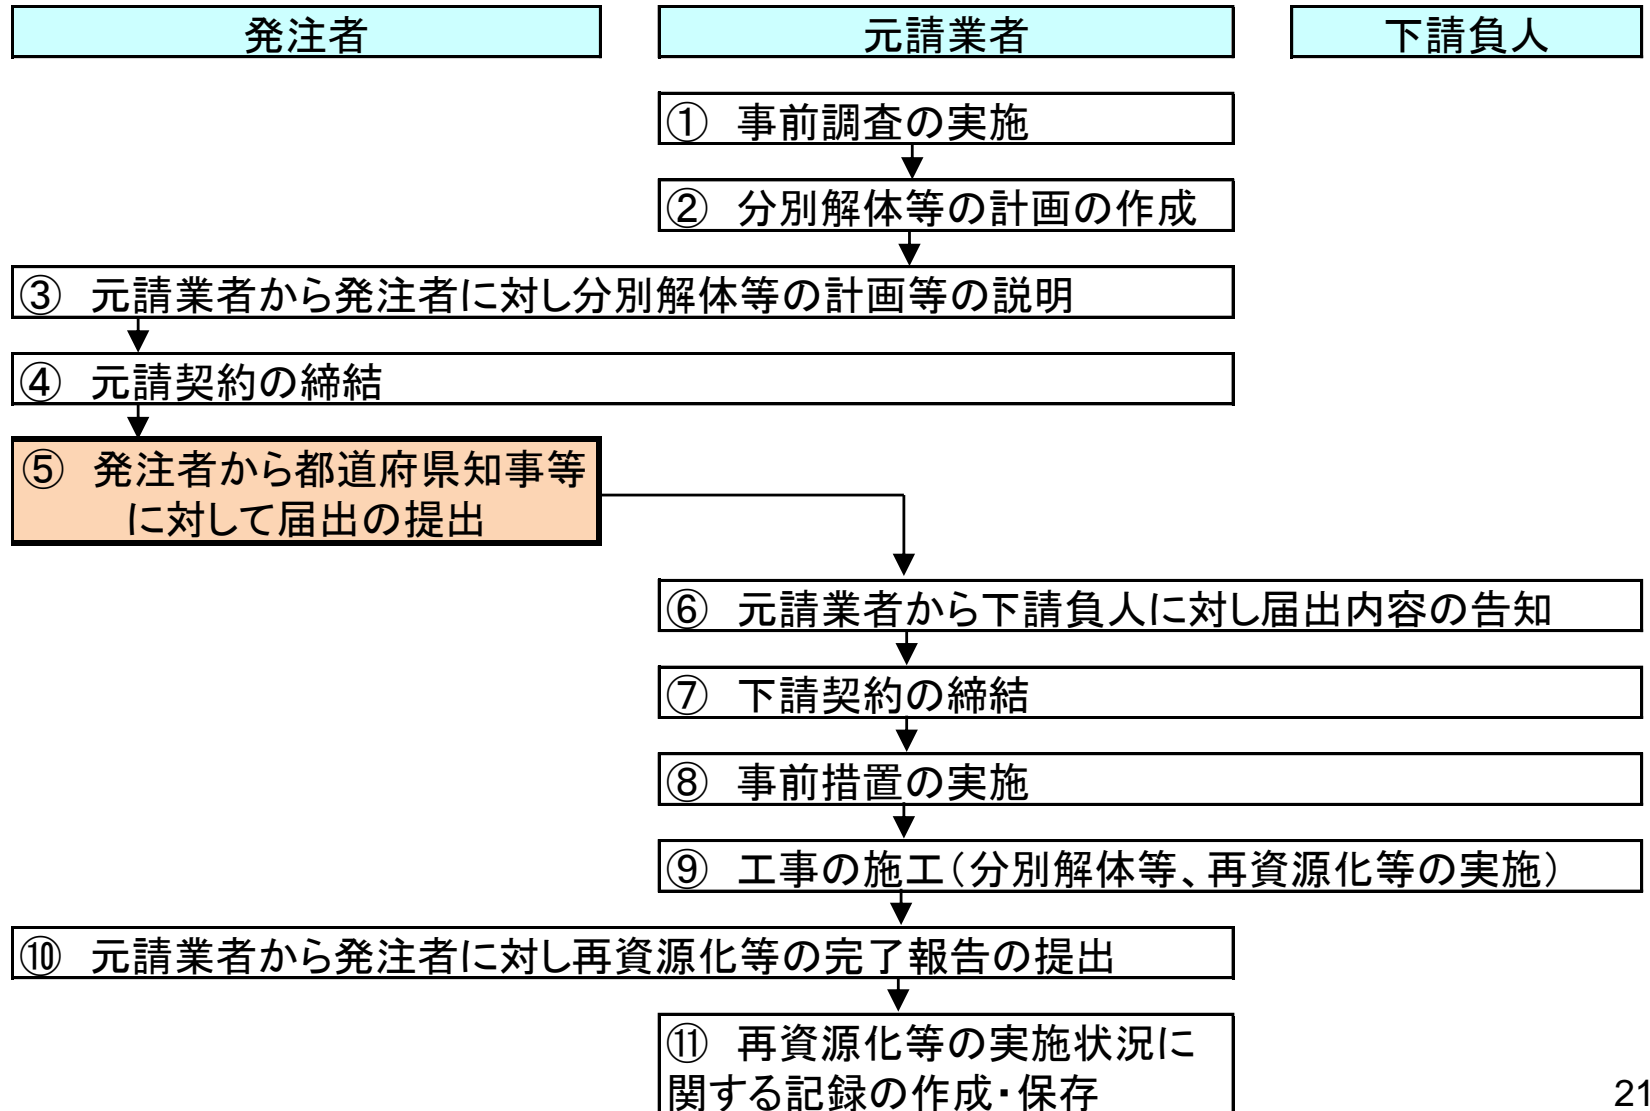 発注者
元請業者
下請負人
① 事前調査の実施
② 分別解体等の計画の作成
③ 元請業者から発注者に対し分別解体等の計画等の説明
④ 元請契約の締結
⑤ 発注者から都道府県知事等
に対して届出の提出
⑥ 元請業者から下請負人に対し届出内容の告知
⑦ 下請契約の締結
⑧ 事前措置の実施
⑨ 工事の施工（分別解体等、再資源化等の実施）
⑩ 元請業者から発注者に対し再資源化等の完了報告の提出
⑪ 再資源化等の実施状況に
関する記録の作成・保存
21